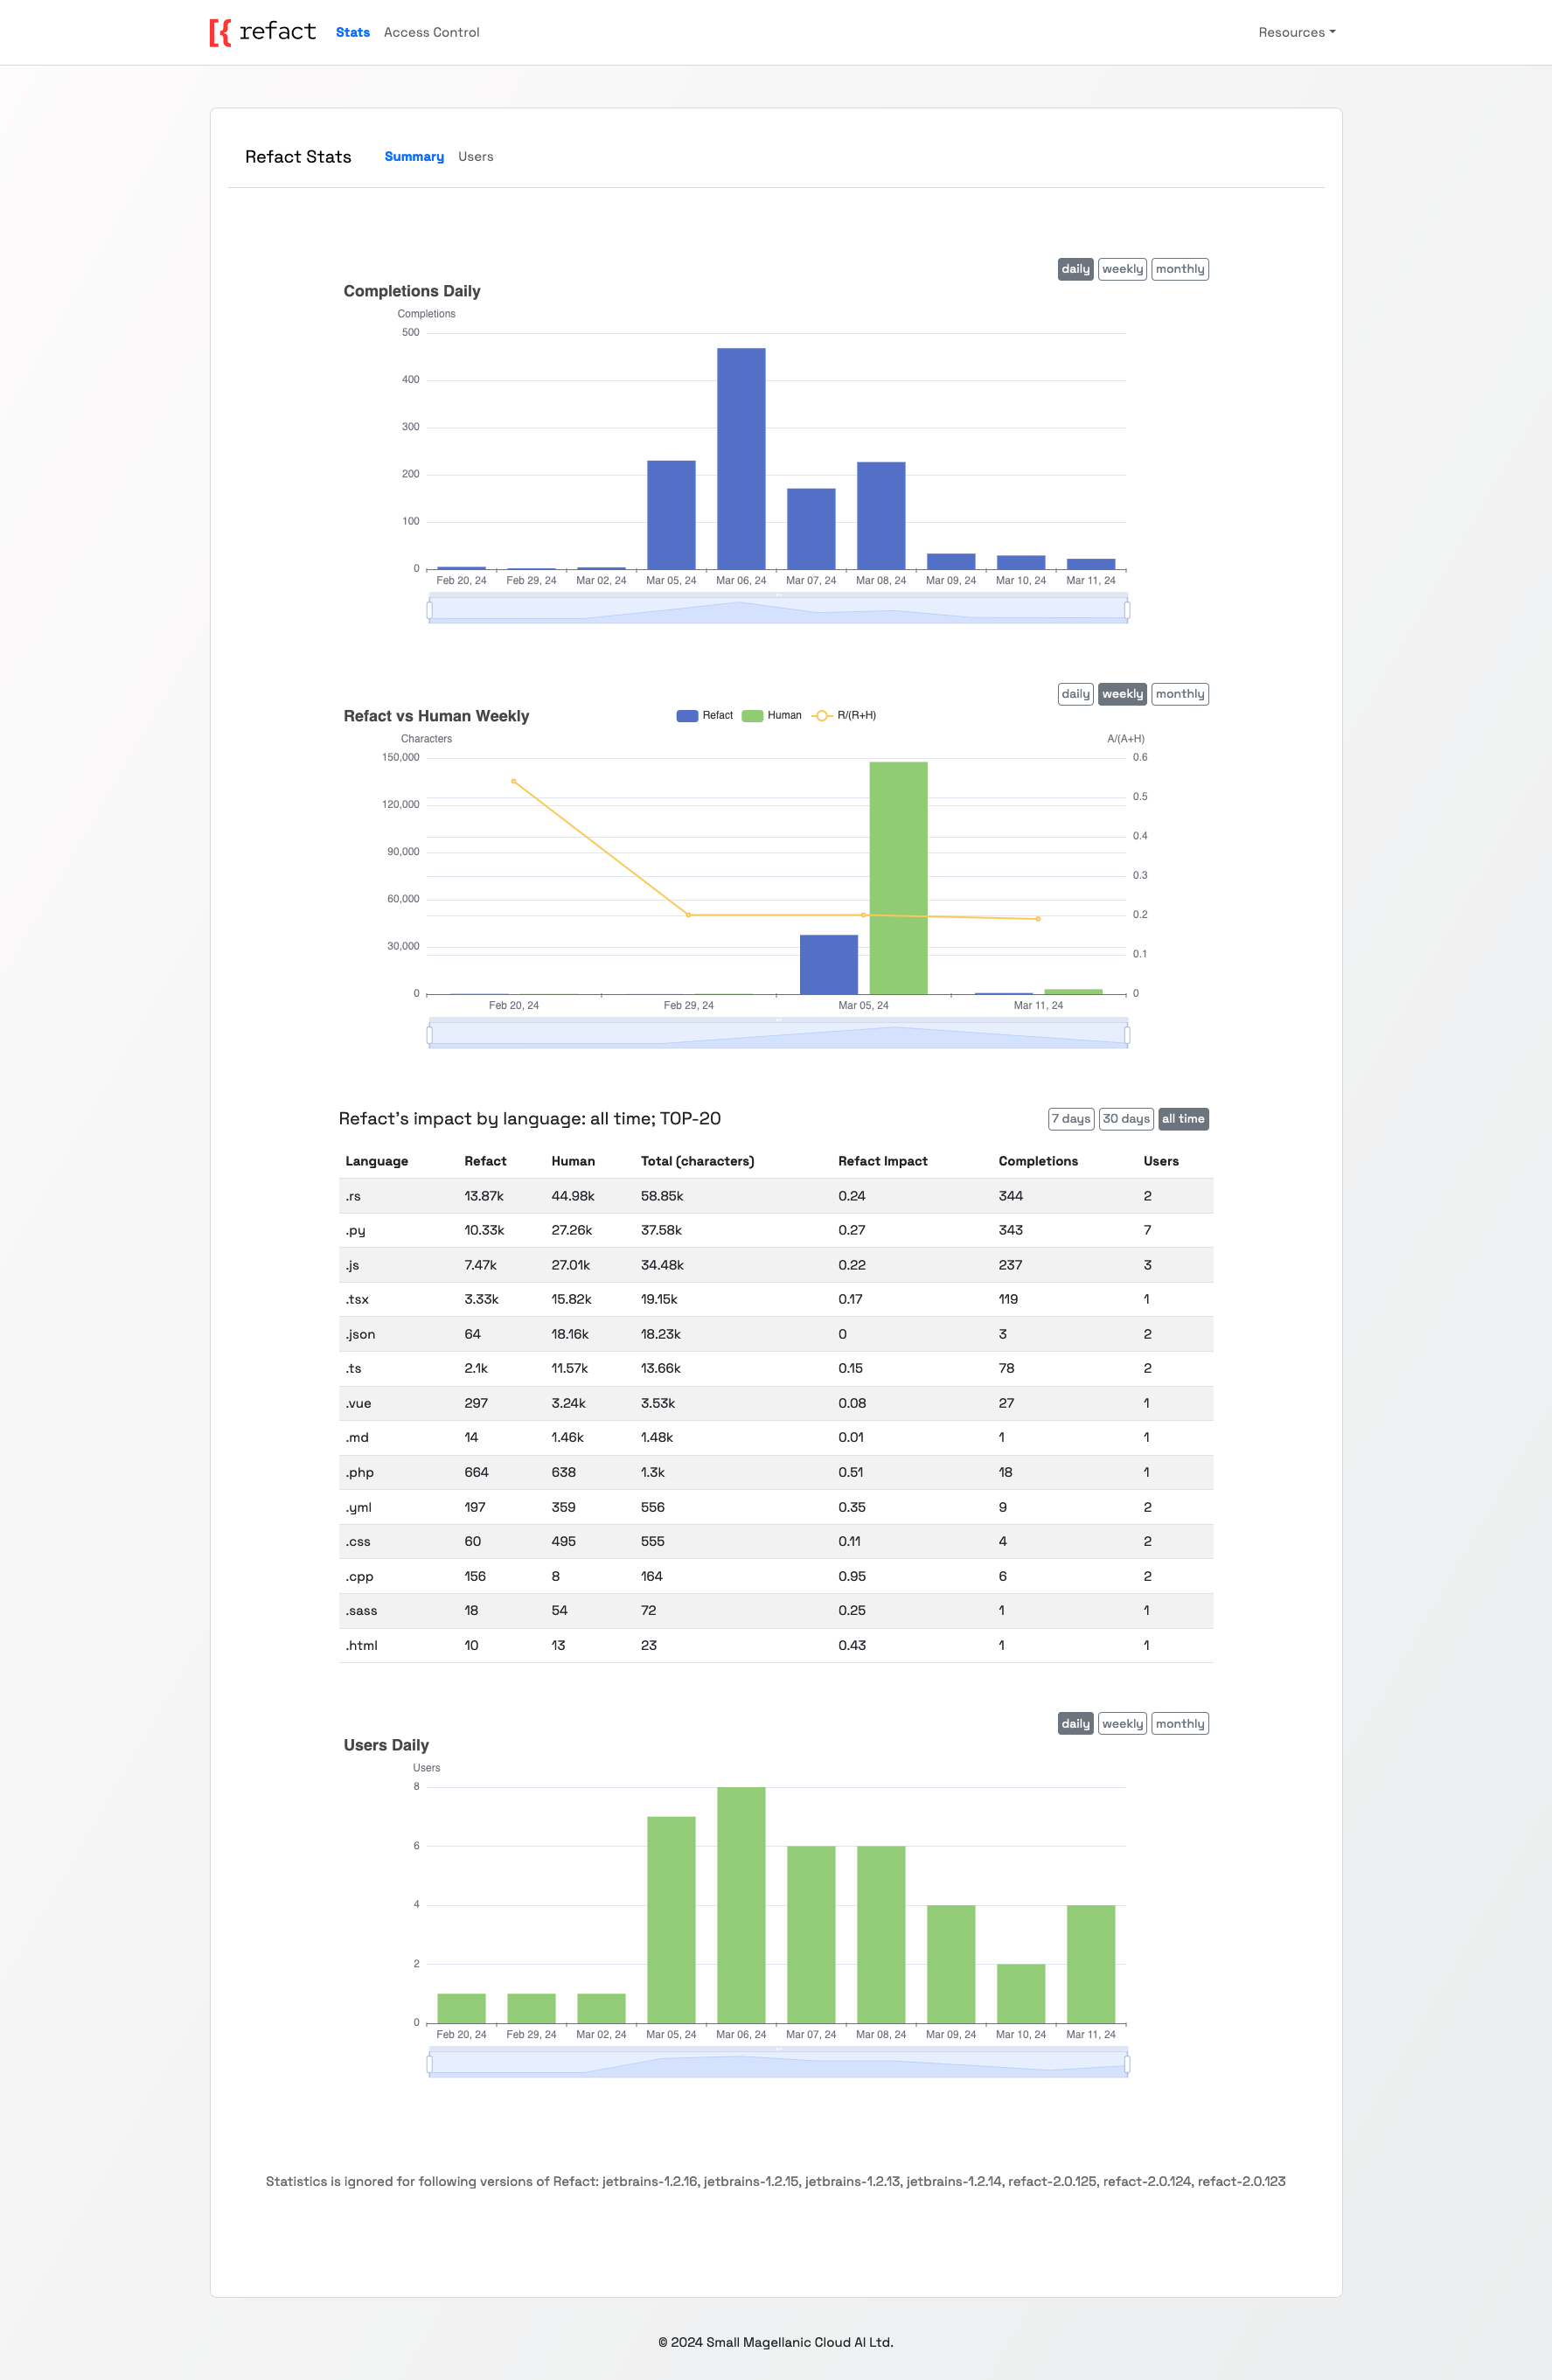 refact Stats Access Control Resources
Refact Stats Summary Users
daily weekly monthly
Completions Daily
Completions
500
400
300
200
100
0
Feb 20, 24 Feb 29, 24 Mar 02, 24 Mar 05, 24 Mar 06, 24 Mar 07, 24 Mar 08, 24 Mar 09, 24 Mar 10, 24 Mar 11, 24
daily weekly monthly
Refact vs Human Weekly Refact Human R/(R+H)
Characters A/(A+H)
150,000 0.6
0.5
120,000
0.4
90,000
0.3
60,000
0.2
30,000
0.1
0 0
Feb 20, 24 Feb 29, 24 Mar 05, 24 Mar 11, 24
Refact's impact by language: all time; TOP-20 7 days 30 days all time
Language Refact Human Total (characters) Refact Impact Completions Users
.rs 13.87k 44.98k 58.85k 0.24 344 2
.py 10.33k 27.26k 37.58k 0.27 343 7
.js 7.47k 27.01k 34.48k 0.22 237 3
.tsx 3.33k 15.82k 19.15k 0.17 119 1
.json 64 18.16k 18.23k 0 3 2
.ts 2.1k 11.57k 13.66k 0.15 78 2
.vue 297 3.24k 3.53k 0.08 27 1
.md 14 1.46k 1.48k 0.01 1 1
.php 664 638 1.3k 0.51 18 1
.yml 197 359 556 0.35 9 2
.css 60 495 555 0.11 4 2
.cpp 156 8 164 0.95 6 2
.sass 18 54 72 0.25 1 1
.html 10 13 23 0.43 1 1
daily weekly monthly
Users Daily
Users
8
6
4
2
0
Feb 20, 24 Feb 29, 24 Mar 02, 24 Mar 05, 24 Mar 06, 24 Mar 07, 24 Mar 08, 24 Mar 09, 24 Mar 10, 24 Mar 11, 24
Statistics is ignored for following versions of Refact: jetbrains-1.2.16, jetbrains-1.2.15, jetbrains-1.2.13, jetbrains-1.2.14, refact-2.0.125, refact-2.0.124, refact-2.0.123
© 2024 Small Magellanic Cloud AI Ltd.